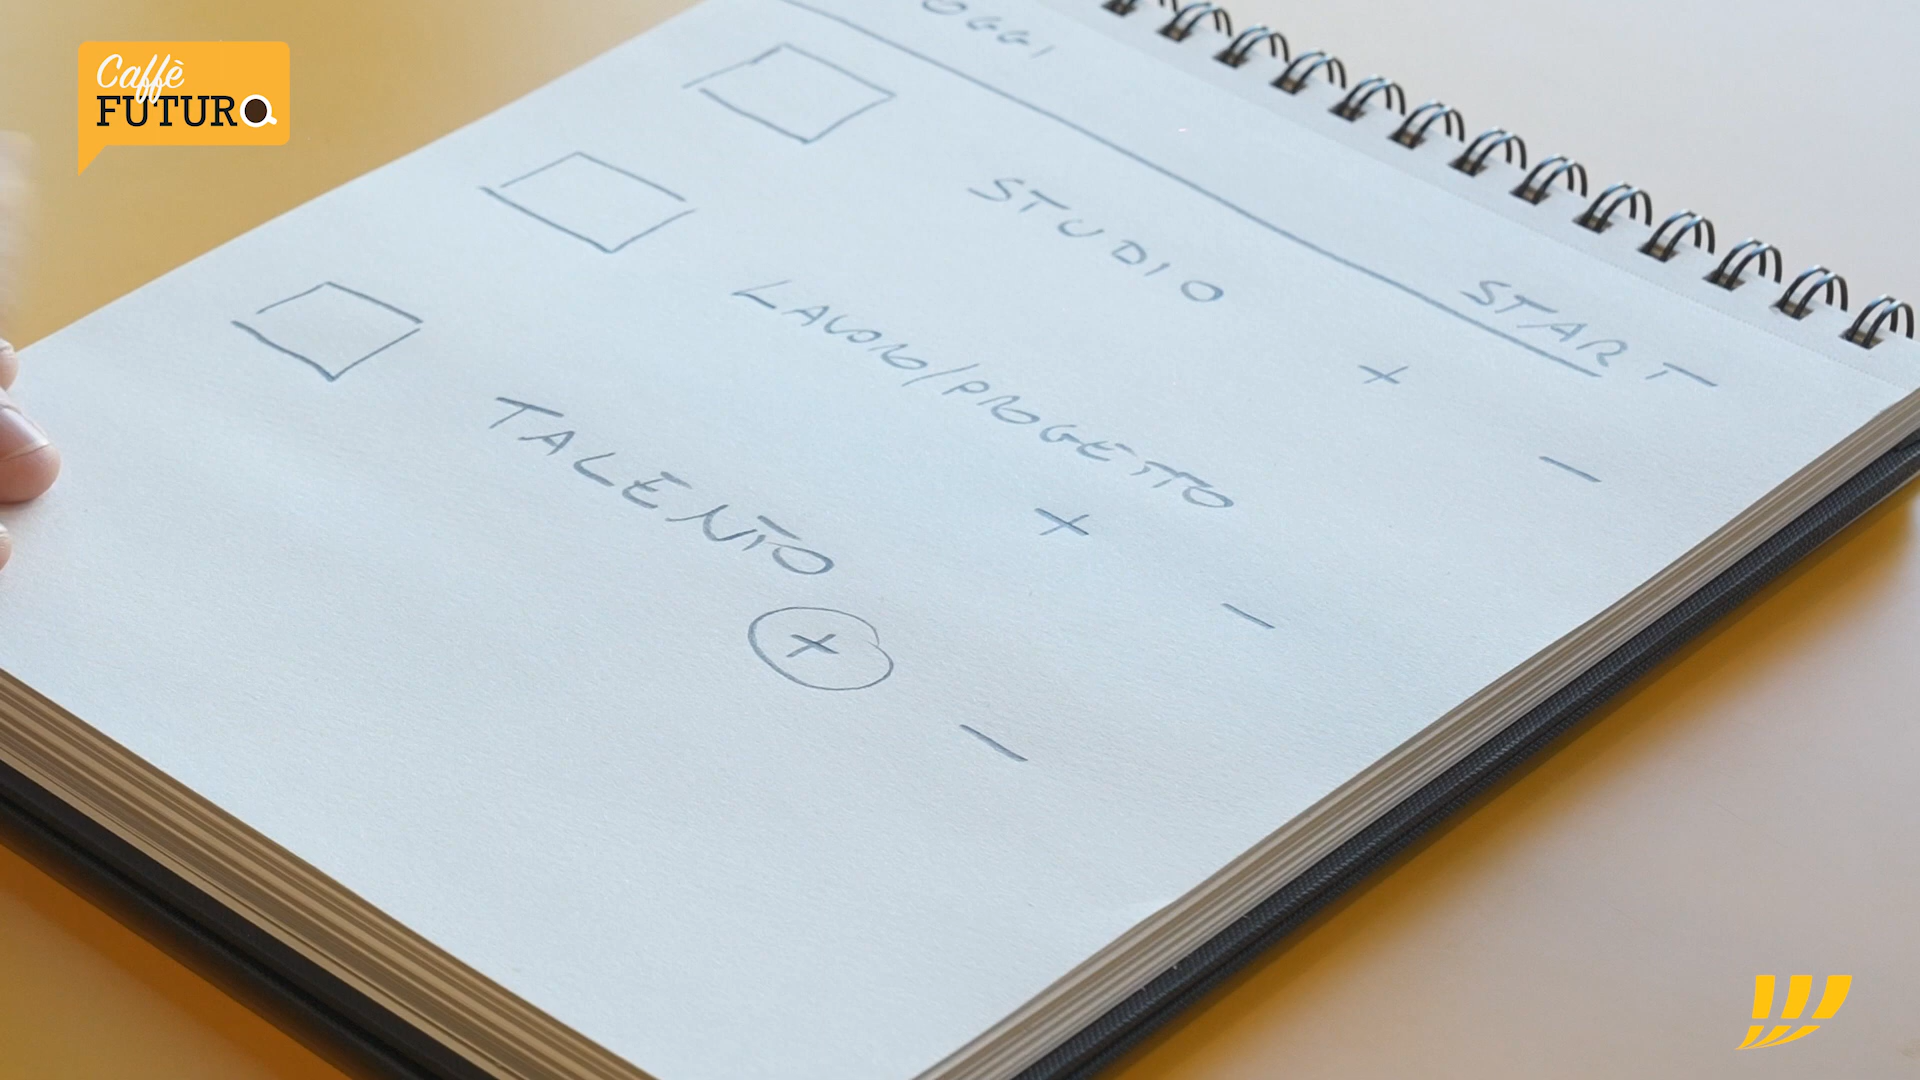 Caffè
FUTURO
OGGI
START
STUDIO
+
-
LAVORO/PROGETTO
+
-
TALENTO
+
-